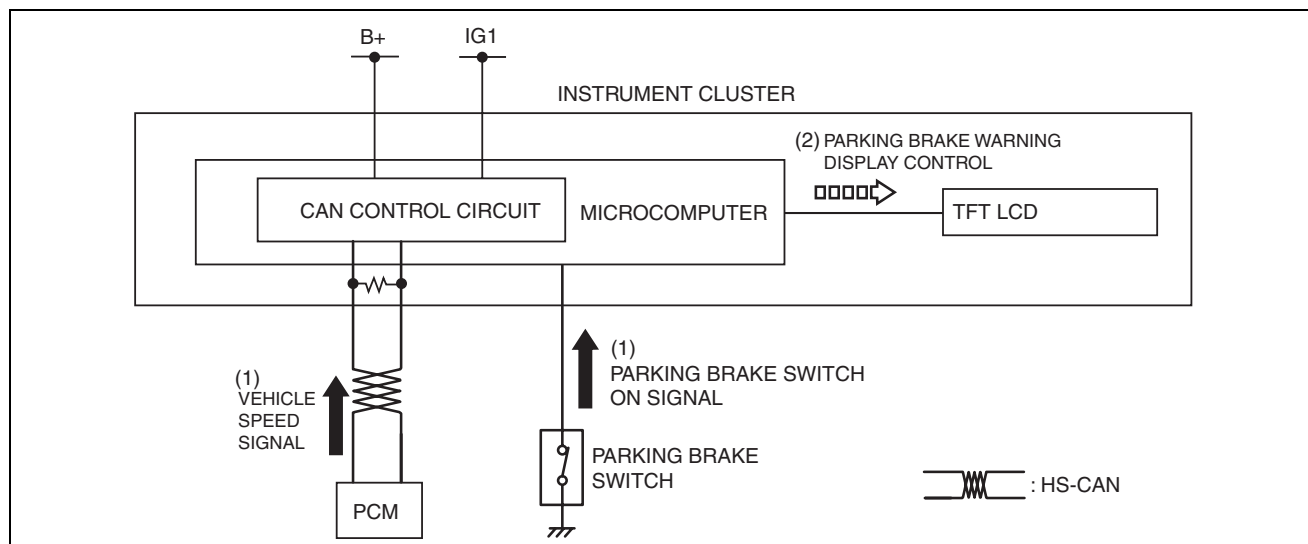 B+
IG1
INSTRUMENT CLUSTER
(2) PARKING BRAKE WARNING
DISPLAY CONTROL
CAN CONTROL CIRCUIT
MICROCOMPUTER
TFT LCD
(1)
VEHICLE
SPEED
SIGNAL
(1)
PARKING BRAKE SWITCH
ON SIGNAL
PARKING BRAKE
SWITCH
PCM
: HS-CAN